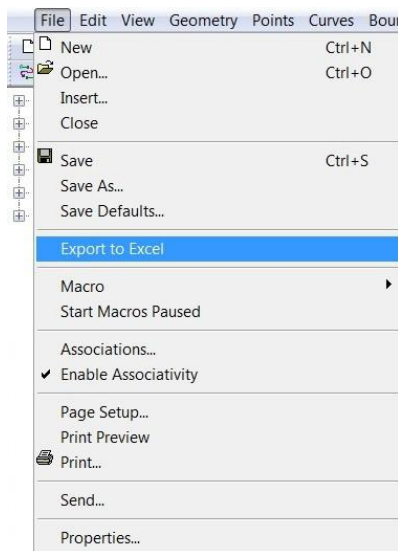 File Edit View Geometry Points Curves Bou
New Ctrl+N
Open... Ctrl+O
Insert...
Close
Save Ctrl+S
Save As...
Save Defaults...
Export to Excel
Macro
Start Macros Paused
Associations...
Enable Associativity
Page Setup...
Print Preview
Print...
Send...
Properties...